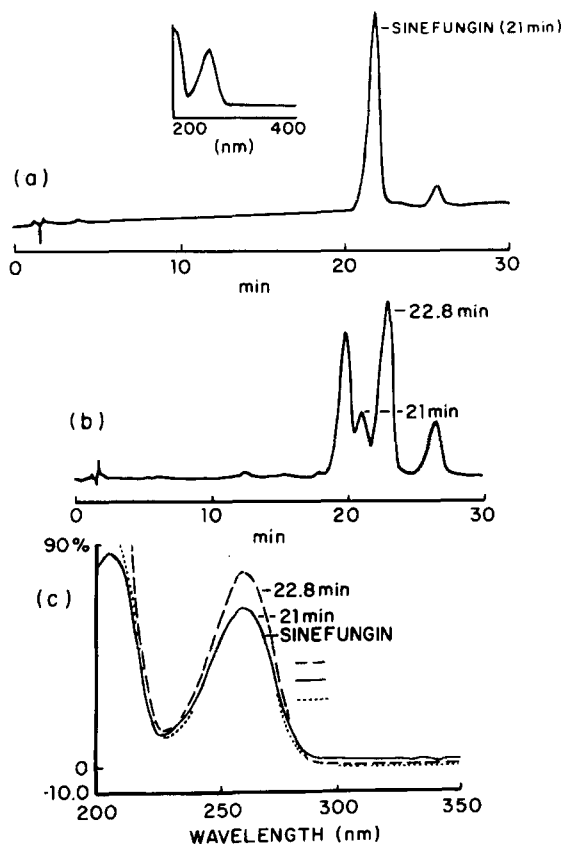 SINEFUNGIN (21 min)
200 400
(nm)
(a)
0 10 20 30
min
22.8 min
21 min
(b)
0 10 20 30
min
90%
(c)
22.8 min
21 min
SINEFUNGIN
0
-10.0
200 250 300 350
WAVELENGTH (nm)